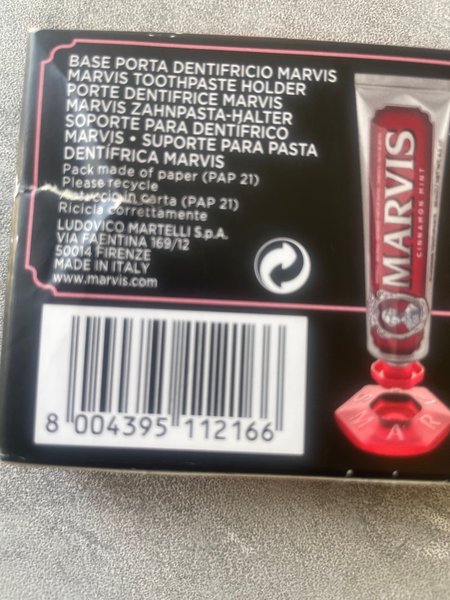 BASE PORTA DENTIFRICIO MARVIS
MARVIS TOOTHPASTE HOLDER
PORTE DENTIFRICE MARVIS
MARVIS ZAHNPASTA-HALTER
SOPORTE PARA DENTÍFRICO
MARVIS • SUPORTE PARA PASTA
DENTÍFRICA MARVIS
Pack made of paper (PAP 21)
Please recycle
Astuccio in carta (PAP 21)
Ricicla correttamente
LUDOVICO MARTELLI S.p.A.
VIA FAENTINA 169/12
50014 FIRENZE
MADE IN ITALY
www.marvis.com
8 004395 112166
MARVIS
CINNAMON MINT